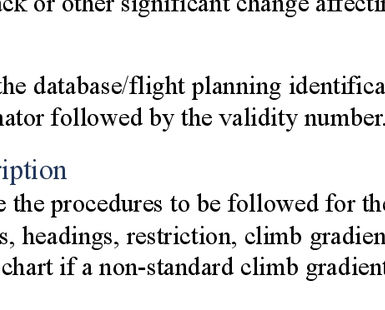 ack or other significant change affectin
the database/flight planning identifica
nator followed by the validity number.
ription
e the procedures to be followed for the
s, headings, restriction, climb gradien
chart if a non-standard climb gradient